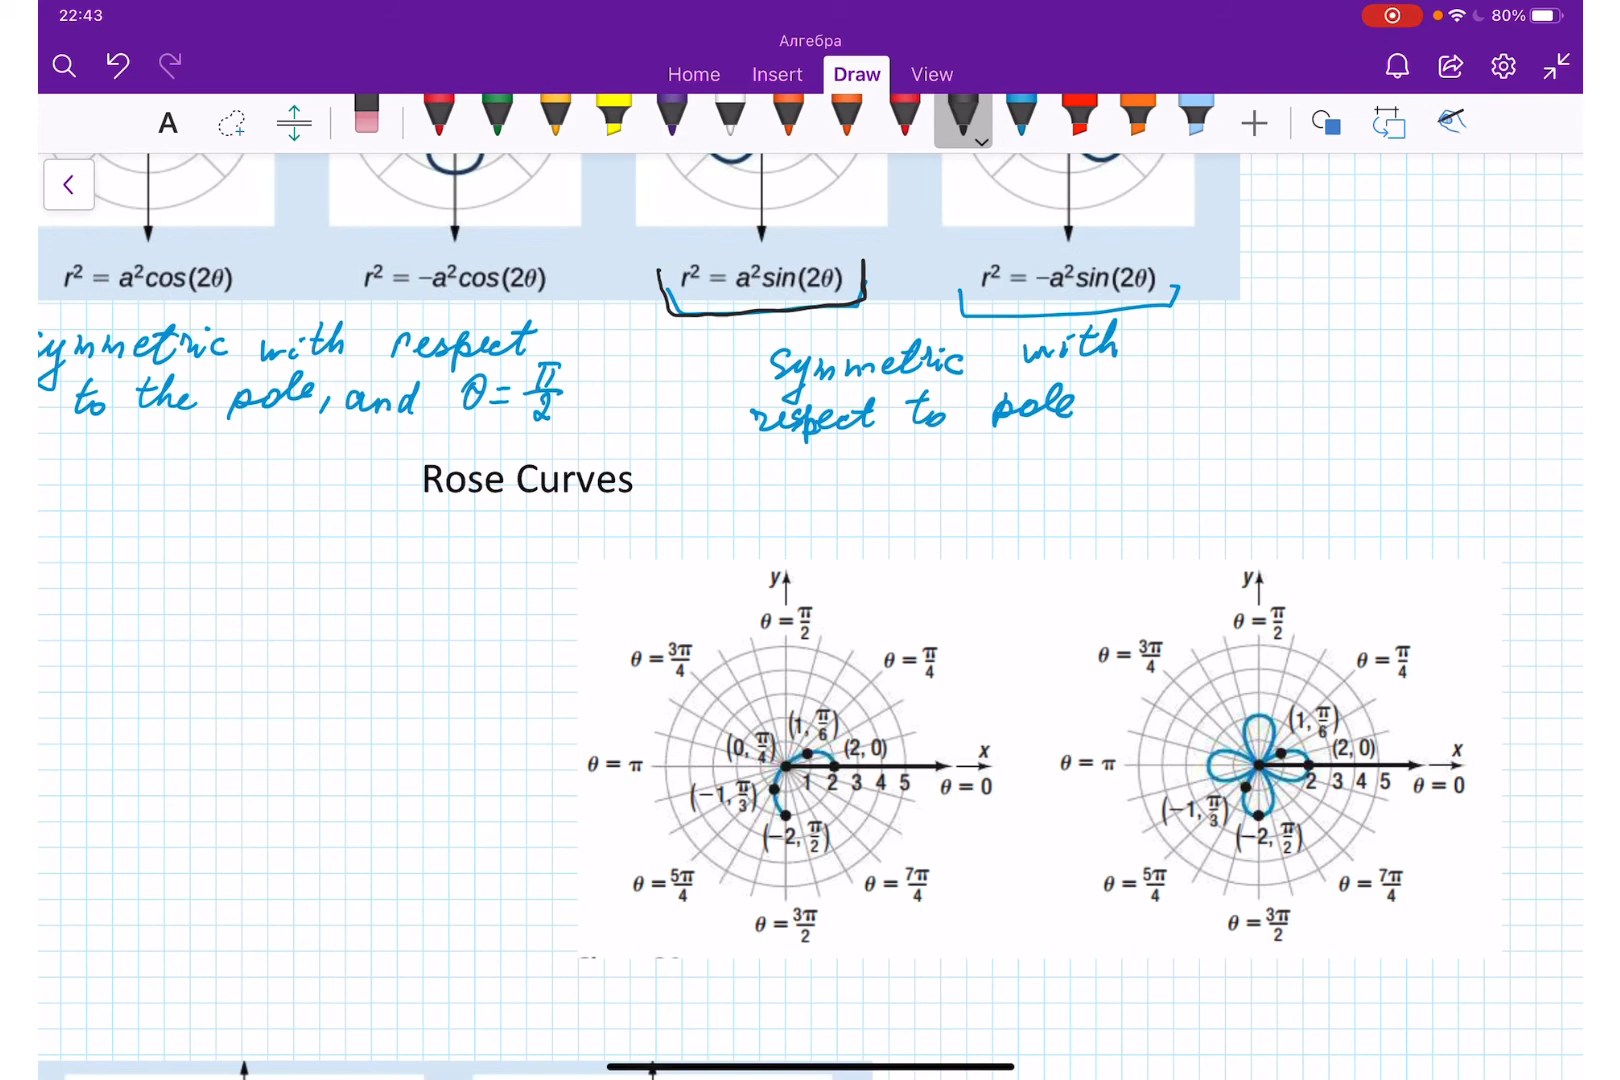 22:43
80%
Алгебра
Home Insert Draw View
A
r² = a²cos(2θ) r² = -a²cos(2θ) r² = a²sin(2θ) r² = -a²sin(2θ)
ymmetric with respect
to the pole, and θ = π/2
Symmetric with
respect to pole
Rose Curves
y
θ = π/2
θ = 3π/4 θ = π/4
(1, π/6)
(0, π/4) (2, 0)
θ = π x
1 2 3 4 5 θ = 0
(-1, π/3)
(-2, π/2)
θ = 5π/4 θ = 7π/4
θ = 3π/2
y
θ = π/2
θ = 3π/4 θ = π/4
(1, π/6)
(2, 0)
θ = π x
2 3 4 5 θ = 0
(-1, π/3)
(-2, π/2)
θ = 5π/4 θ = 7π/4
θ = 3π/2